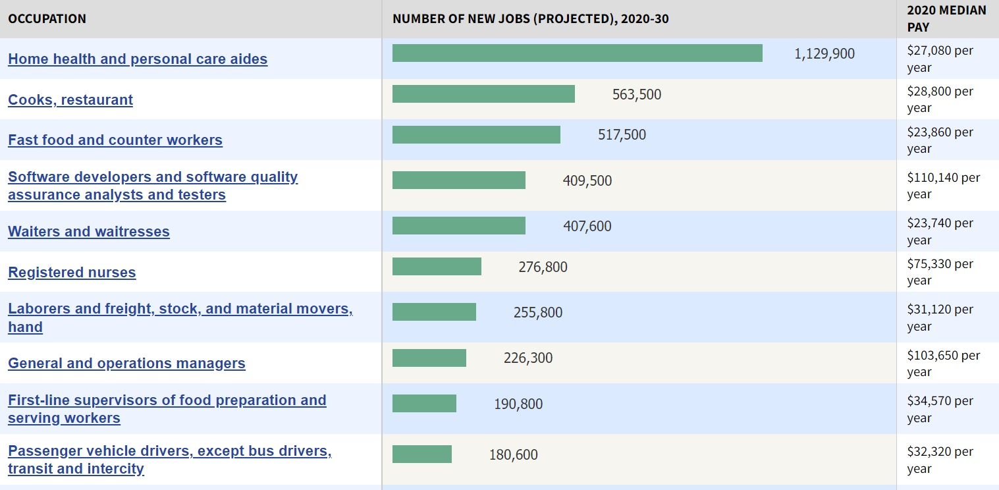 OCCUPATION
NUMBER OF NEW JOBS (PROJECTED), 2020-30
2020 MEDIAN
PAY
Home health and personal care aides
1,129,900
$27,080 per
year
Cooks, restaurant
563,500
$28,800 per
year
Fast food and counter workers
517,500
$23,860 per
year
Software developers and software quality
assurance analysts and testers
409,500
$110,140 per
year
Waiters and waitresses
407,600
$23,740 per
year
Registered nurses
276,800
$75,330 per
year
Laborers and freight, stock, and material movers,
hand
255,800
$31,120 per
year
General and operations managers
226,300
$103,650 per
year
First-line supervisors of food preparation and
serving workers
190,800
$34,570 per
year
Passenger vehicle drivers, except bus drivers,
transit and intercity
180,600
$32,320 per
year